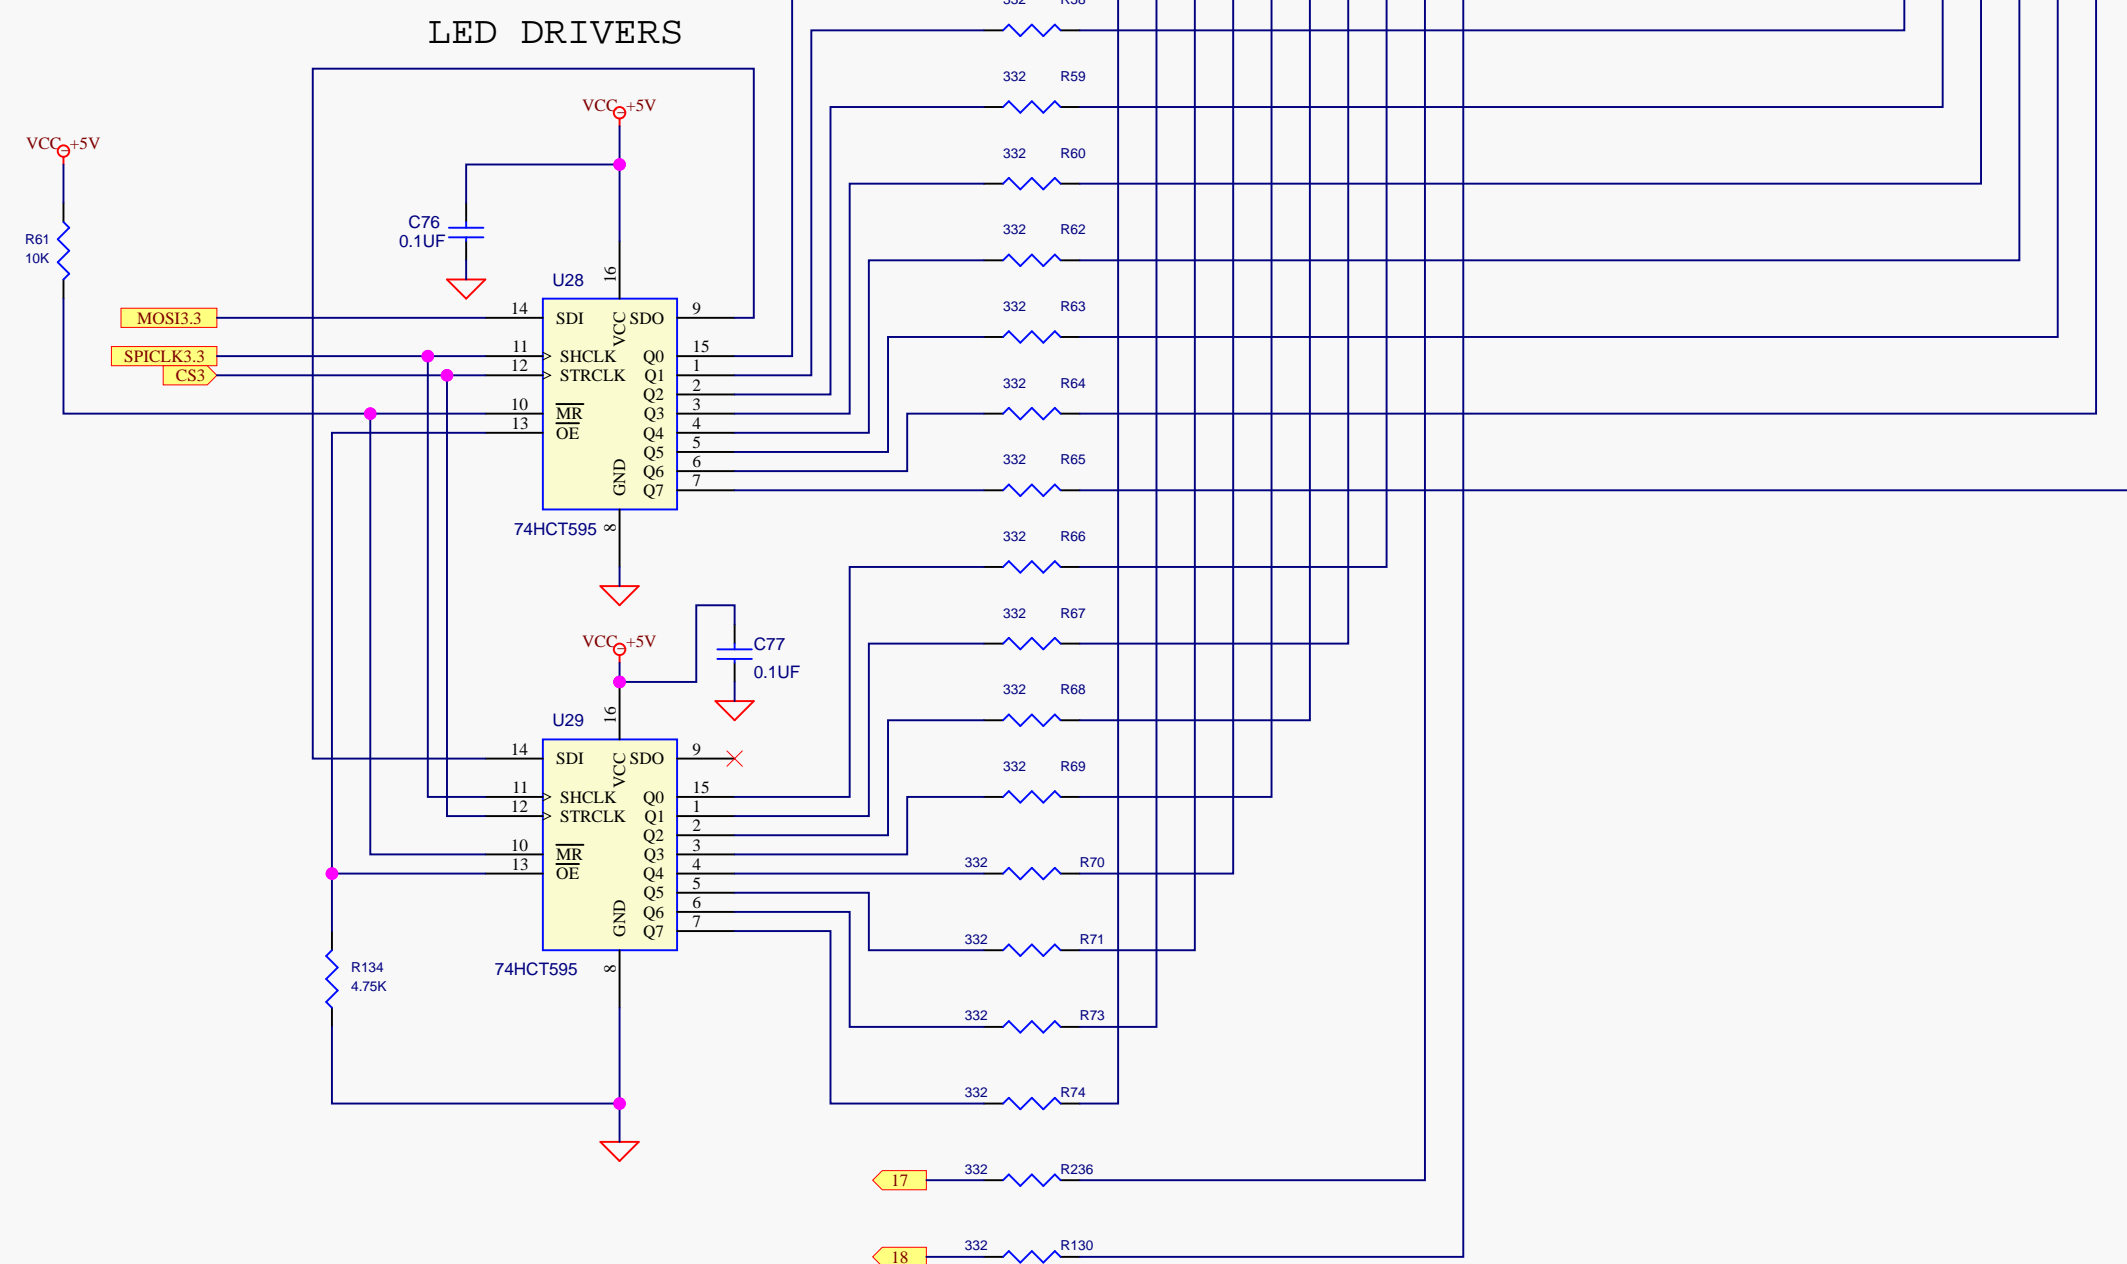 332 R58
LED DRIVERS
332 R59
VCC +5V
VCC +5V
332 R60
C76
0.1UF
R61
10K
332 R62
16
U28
332 R63
MOSI3.3
14 SDI VCC SDO 9
SPICLK3.3
11 SHCLK Q0 15
CS3
12 STRCLK Q1 1
Q2 2
10 MR Q3 3
13 OE Q4 4
Q5 5
GND Q6 6
Q7 7
332 R64
332 R65
74HCT595 8
332 R66
332 R67
VCC +5V
C77
0.1UF
332 R68
16
U29
14 SDI VCC SDO 9
332 R69
11 SHCLK Q0 15
12 STRCLK Q1 1
Q2 2
10 MR Q3 3
13 OE Q4 4
Q5 5
GND Q6 6
Q7 7
332 R70
332 R71
74HCT595 8
R134
4.75K
332 R73
332 R74
17 332 R236
18 332 R130